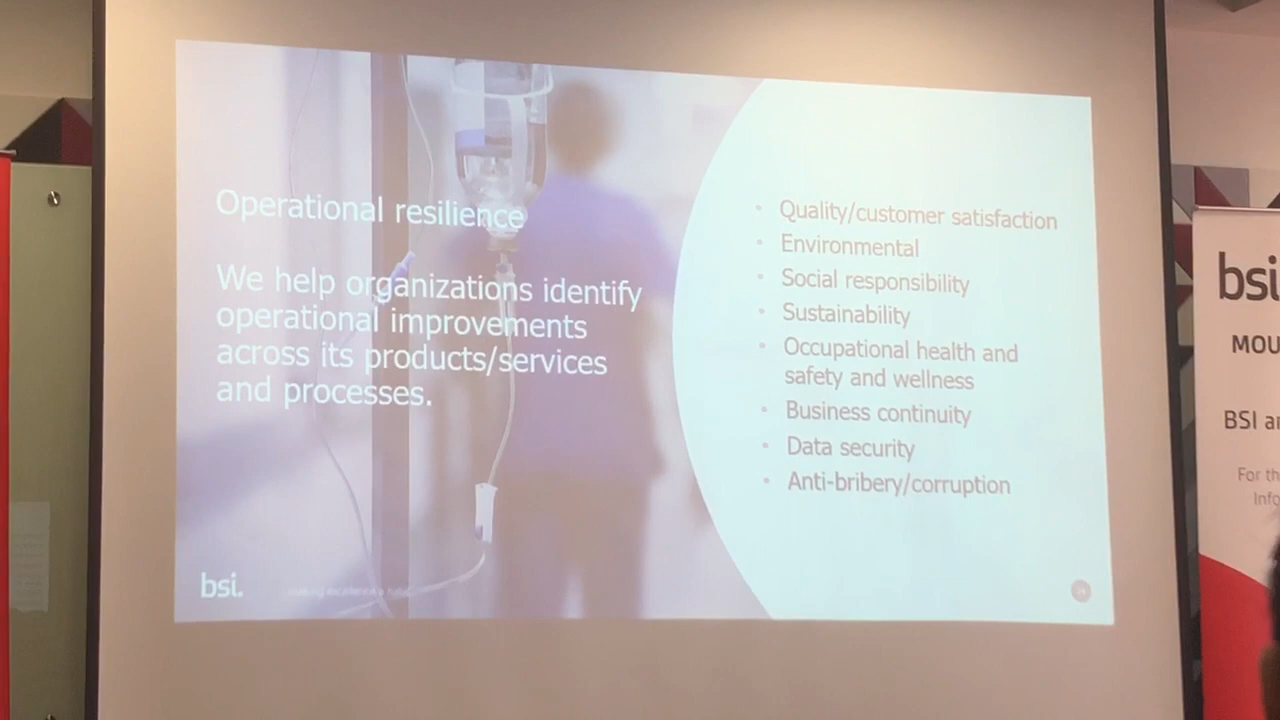 Operational resilience
We help organizations identify
operational improvements
across its products/services
and processes.
Quality/customer satisfaction
Environmental
Social responsibility
Sustainability
Occupational health and
safety and wellness
Business continuity
Data security
Anti-bribery/corruption
bsi.
bsi
MOU
BSI
For